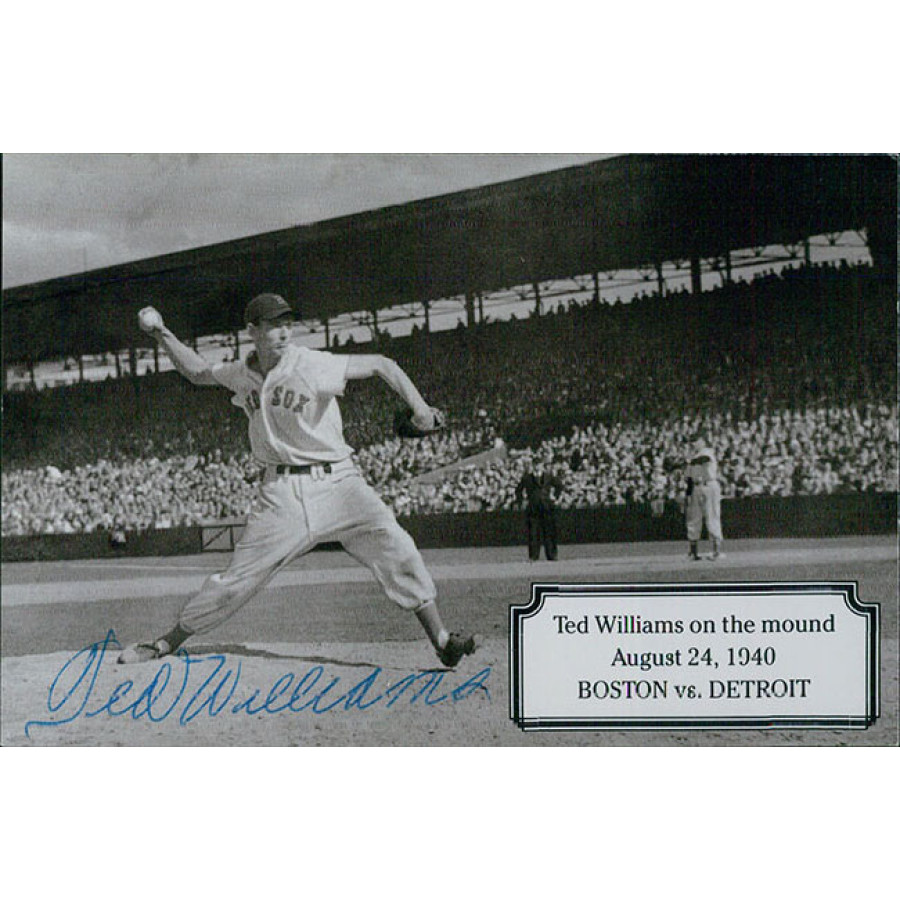 SOX
Ted Williams
Ted Williams on the mound
August 24, 1940
BOSTON vs. DETROIT